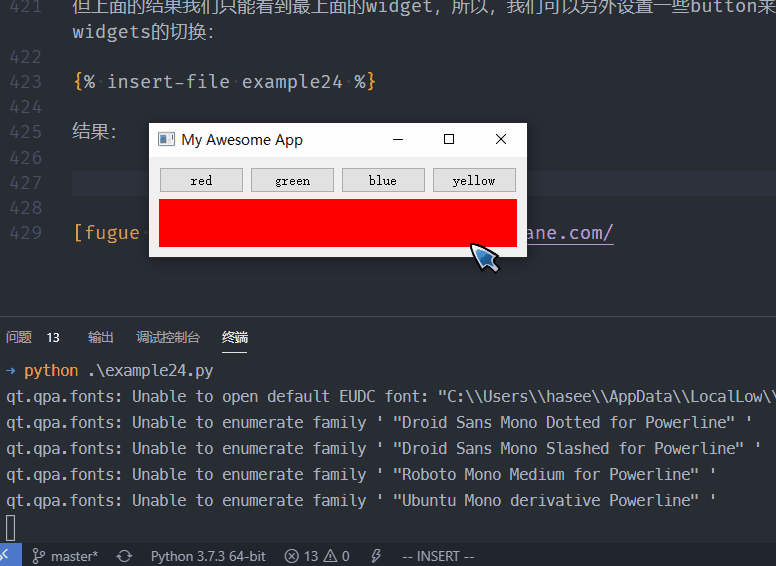 421 但上面的结果我们只能看到最上面的widget，所以，我们可以另外设置一些button来
widgets的切换：
422
423 {% insert-file example24 %}
424
425 结果：
426
My Awesome App
427
red green blue yellow
428
429 [fugue ane.com/
问题 13 输出 调试控制台 终端
→ python .\example24.py
qt.qpa.fonts: Unable to open default EUDC font: "C:\\Users\\hasee\\AppData\\LocalLow\\
qt.qpa.fonts: Unable to enumerate family ' "Droid Sans Mono Dotted for Powerline" '
qt.qpa.fonts: Unable to enumerate family ' "Droid Sans Mono Slashed for Powerline" '
qt.qpa.fonts: Unable to enumerate family ' "Roboto Mono Medium for Powerline" '
qt.qpa.fonts: Unable to enumerate family ' "Ubuntu Mono derivative Powerline" '
master* Python 3.7.3 64-bit 13 0 -- INSERT --